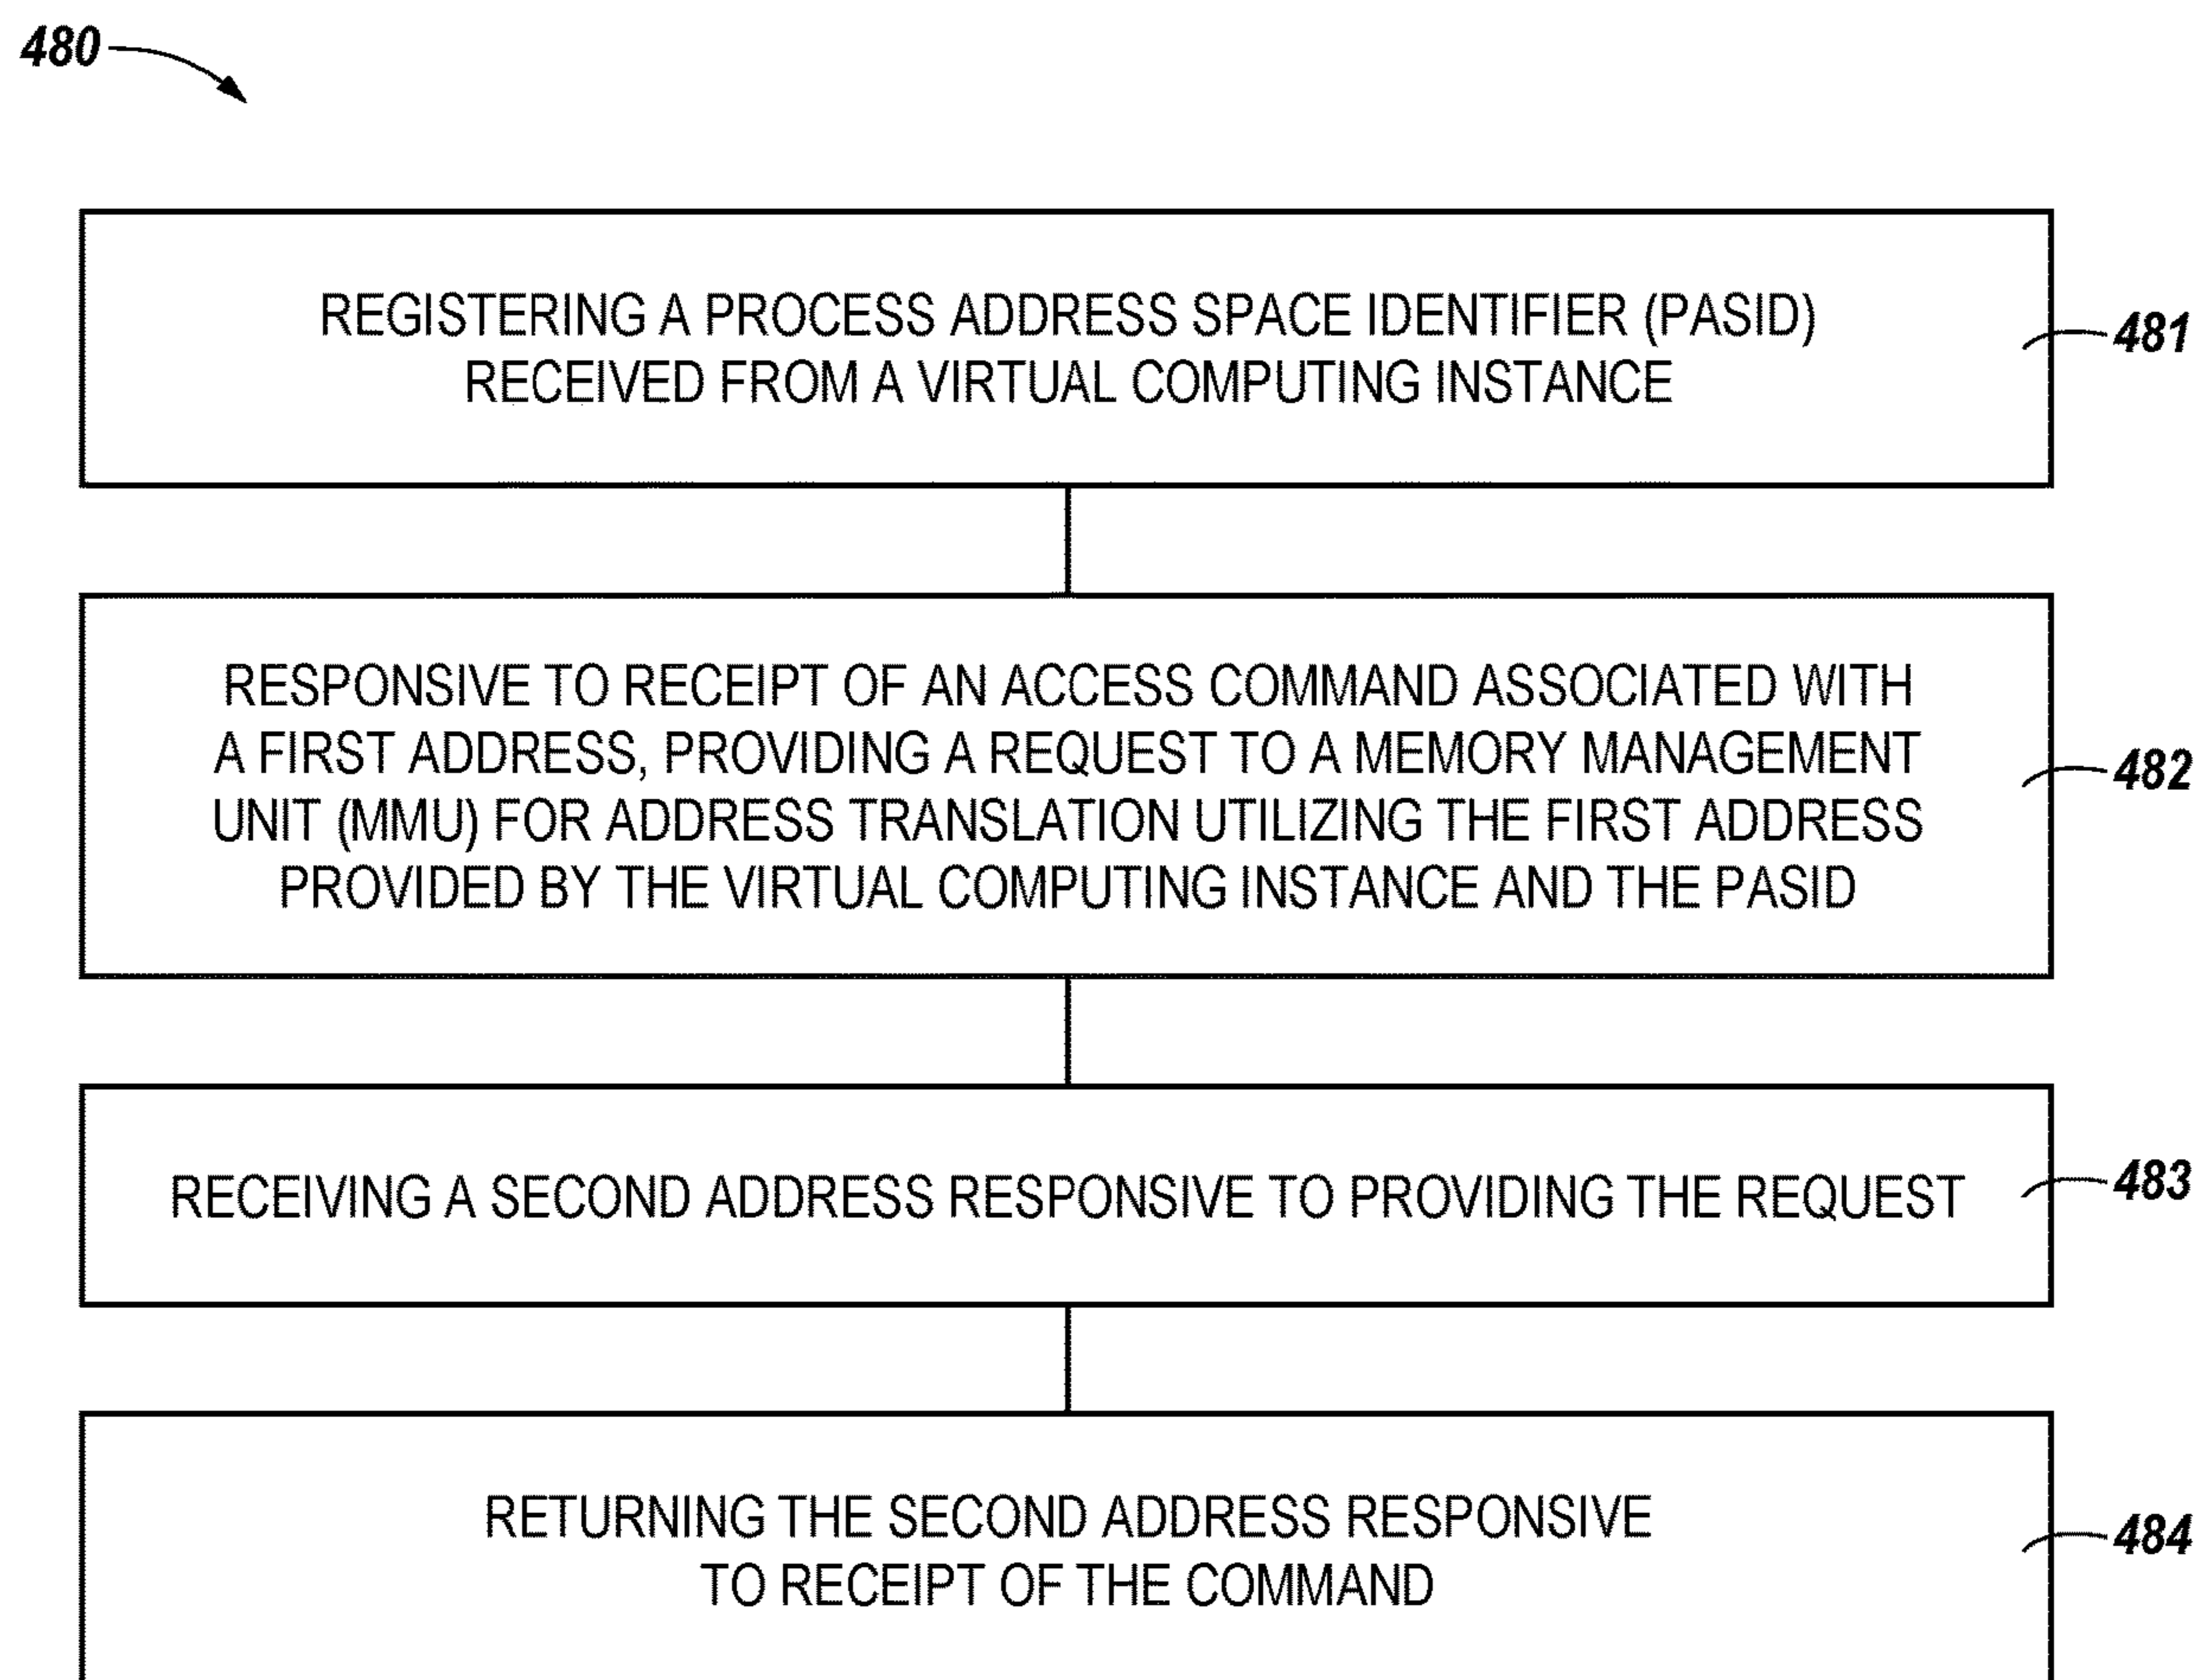 480
REGISTERING A PROCESS ADDRESS SPACE IDENTIFIER (PASID)
RECEIVED FROM A VIRTUAL COMPUTING INSTANCE
481
RESPONSIVE TO RECEIPT OF AN ACCESS COMMAND ASSOCIATED WITH
A FIRST ADDRESS, PROVIDING A REQUEST TO A MEMORY MANAGEMENT
UNIT (MMU) FOR ADDRESS TRANSLATION UTILIZING THE FIRST ADDRESS
PROVIDED BY THE VIRTUAL COMPUTING INSTANCE AND THE PASID
482
RECEIVING A SECOND ADDRESS RESPONSIVE TO PROVIDING THE REQUEST
483
RETURNING THE SECOND ADDRESS RESPONSIVE
TO RECEIPT OF THE COMMAND
484